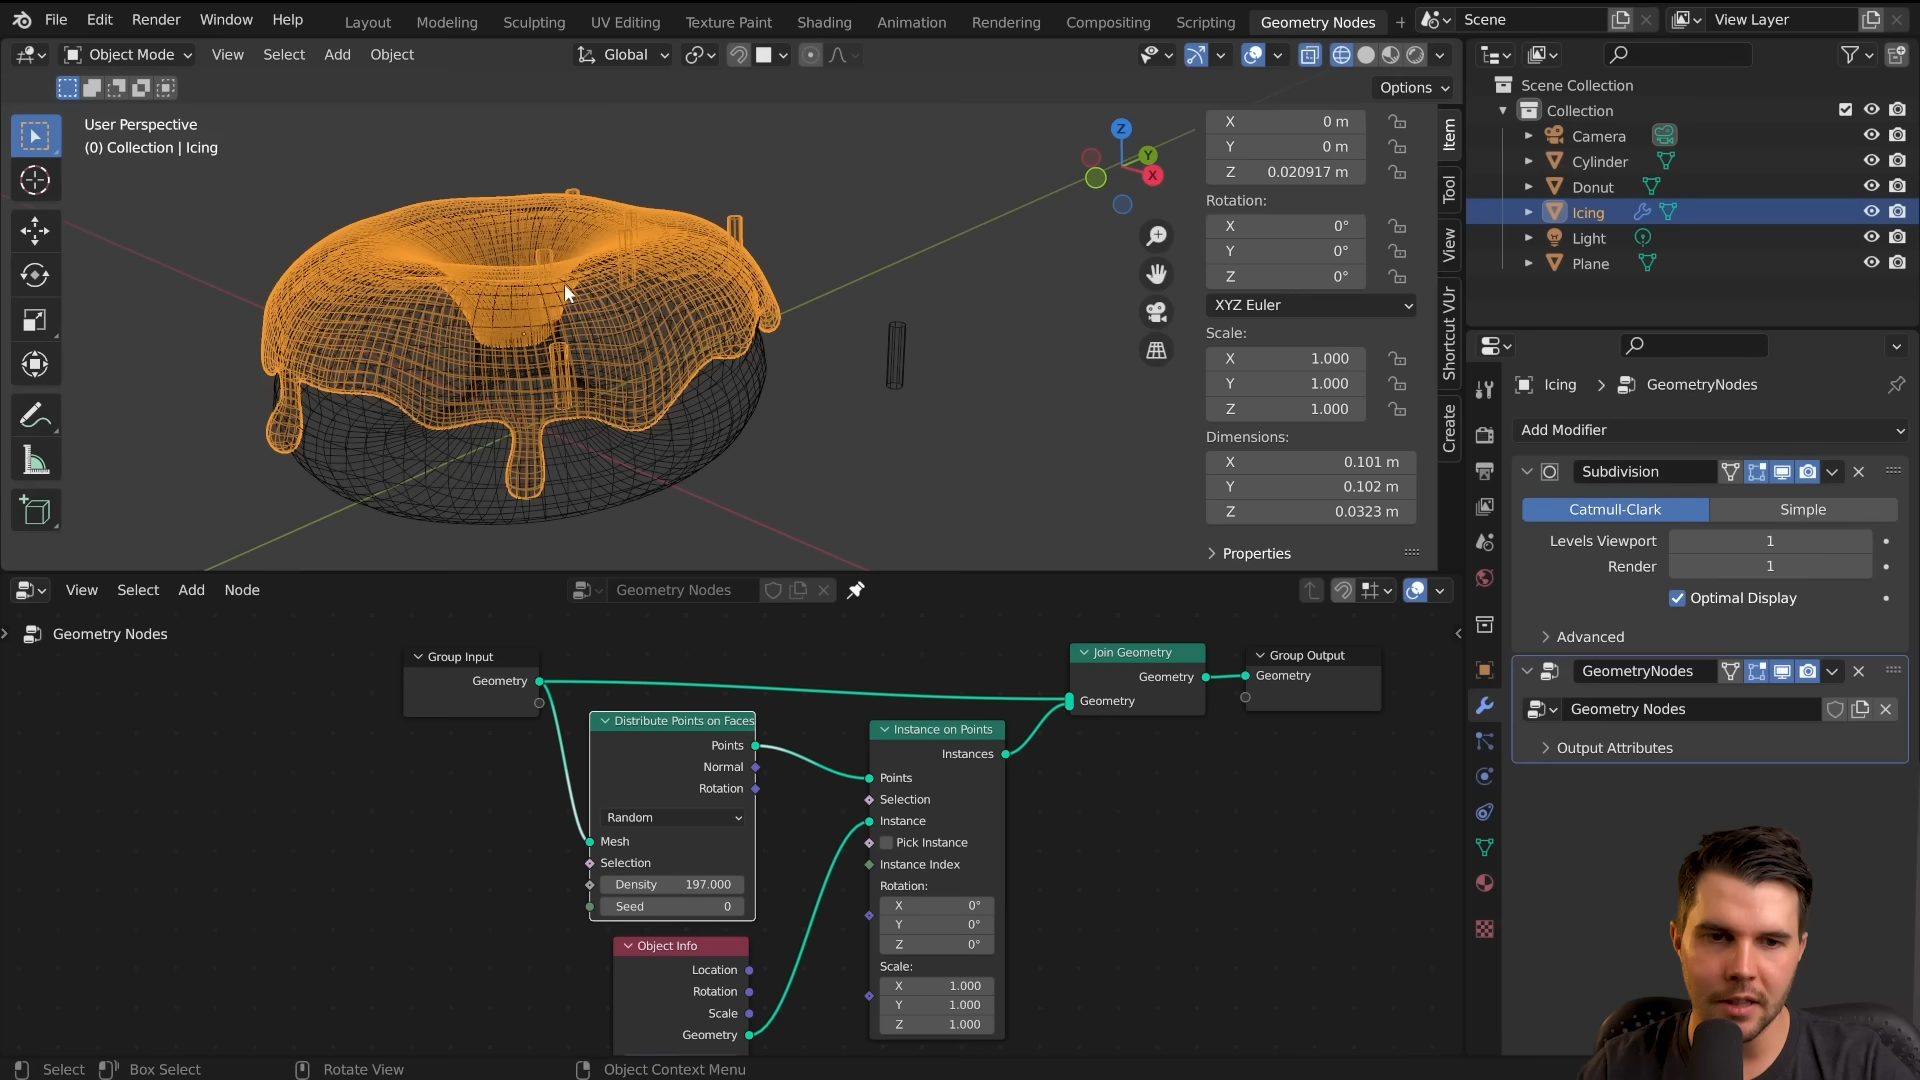 File Edit Render Window Help Layout Modeling Sculpting UV Editing Texture Paint Shading Animation Rendering Compositing Scripting Geometry Nodes + Scene View Layer
Object Mode View Select Add Object Global
Options
User Perspective
(0) Collection | Icing
Z
Y
X
X 0 m
Y 0 m
Z 0.020917 m
Rotation:
X 0°
Y 0°
Z 0°
XYZ Euler
Scale:
X 1.000
Y 1.000
Z 1.000
Dimensions:
X 0.101 m
Y 0.102 m
Z 0.0323 m
Properties
Item
Tool
View
Shortcut VUr
Create
Scene Collection
Collection
Camera
Cylinder
Donut
Icing
Light
Plane
Icing > GeometryNodes
Add Modifier
Subdivision
Catmull-Clark Simple
Levels Viewport 1
Render 1
Optimal Display
Advanced
GeometryNodes
Geometry Nodes
Output Attributes
View Select Add Node Geometry Nodes
Geometry Nodes
Group Input
Geometry
Distribute Points on Faces
Points
Normal
Rotation
Random
Mesh
Selection
Density 197.000
Seed 0
Object Info
Location
Rotation
Scale
Geometry
Instance on Points
Instances
Points
Selection
Instance
Pick Instance
Instance Index
Rotation:
X 0°
Y 0°
Z 0°
Scale:
X 1.000
Y 1.000
Z 1.000
Join Geometry
Geometry
Geometry
Group Output
Geometry
Select Box Select Rotate View Object Context Menu